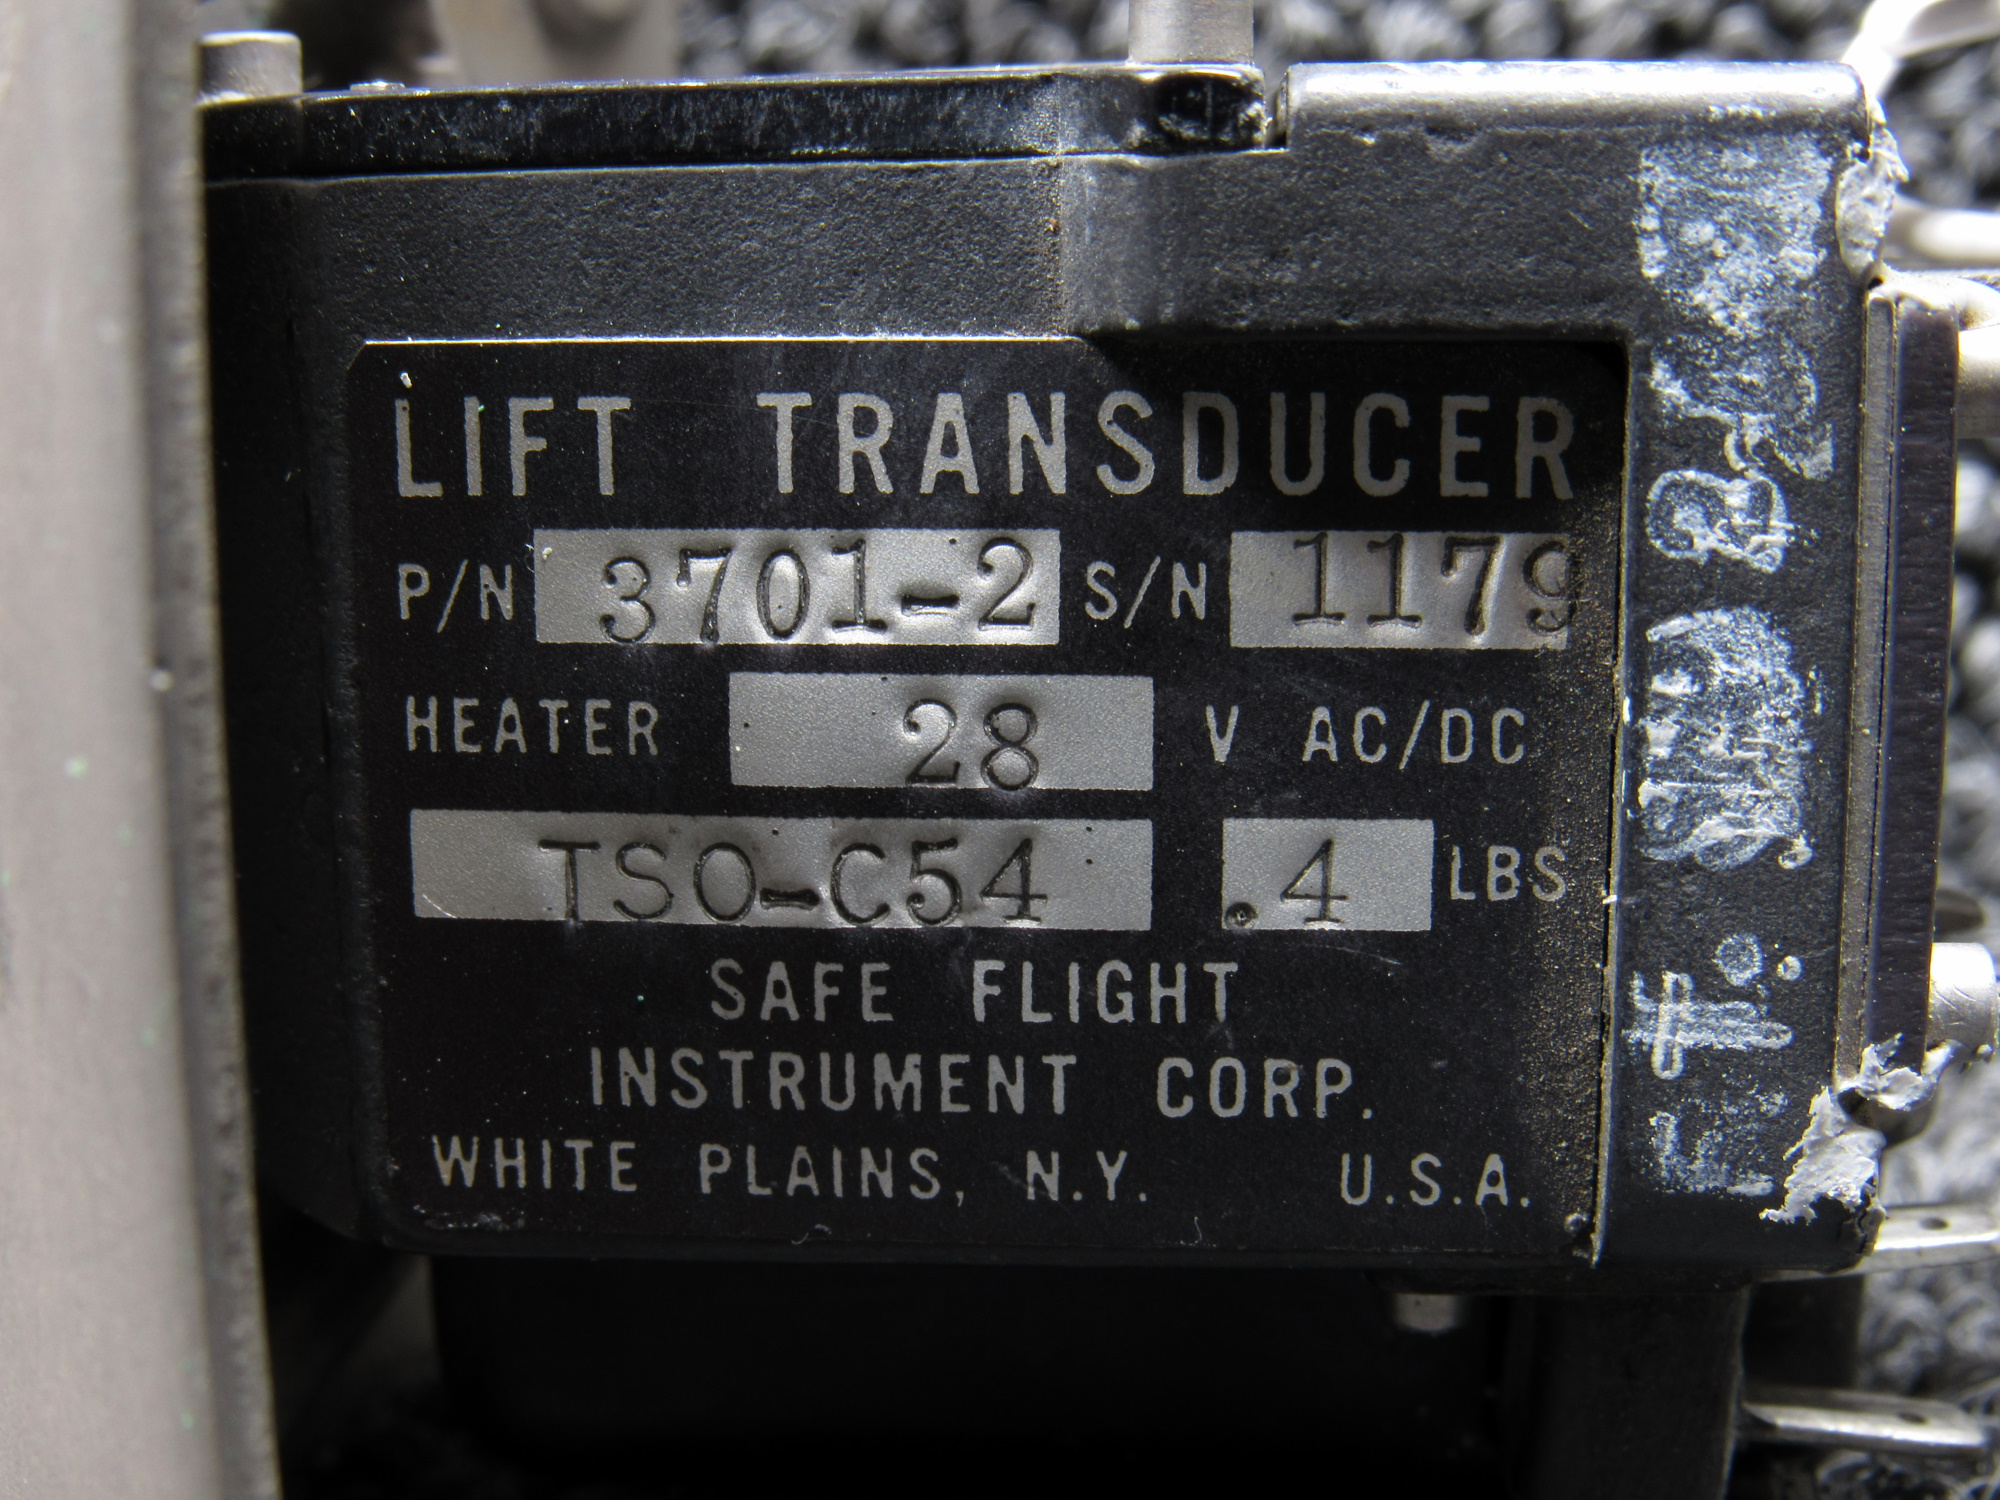 LIFT TRANSDUCER
P/N 3701-2 S/N 1179
HEATER 28 V AC/DC
TSO-C54 .4 LBS
SAFE FLIGHT
INSTRUMENT CORP.
WHITE PLAINS, N.Y. U.S.A.